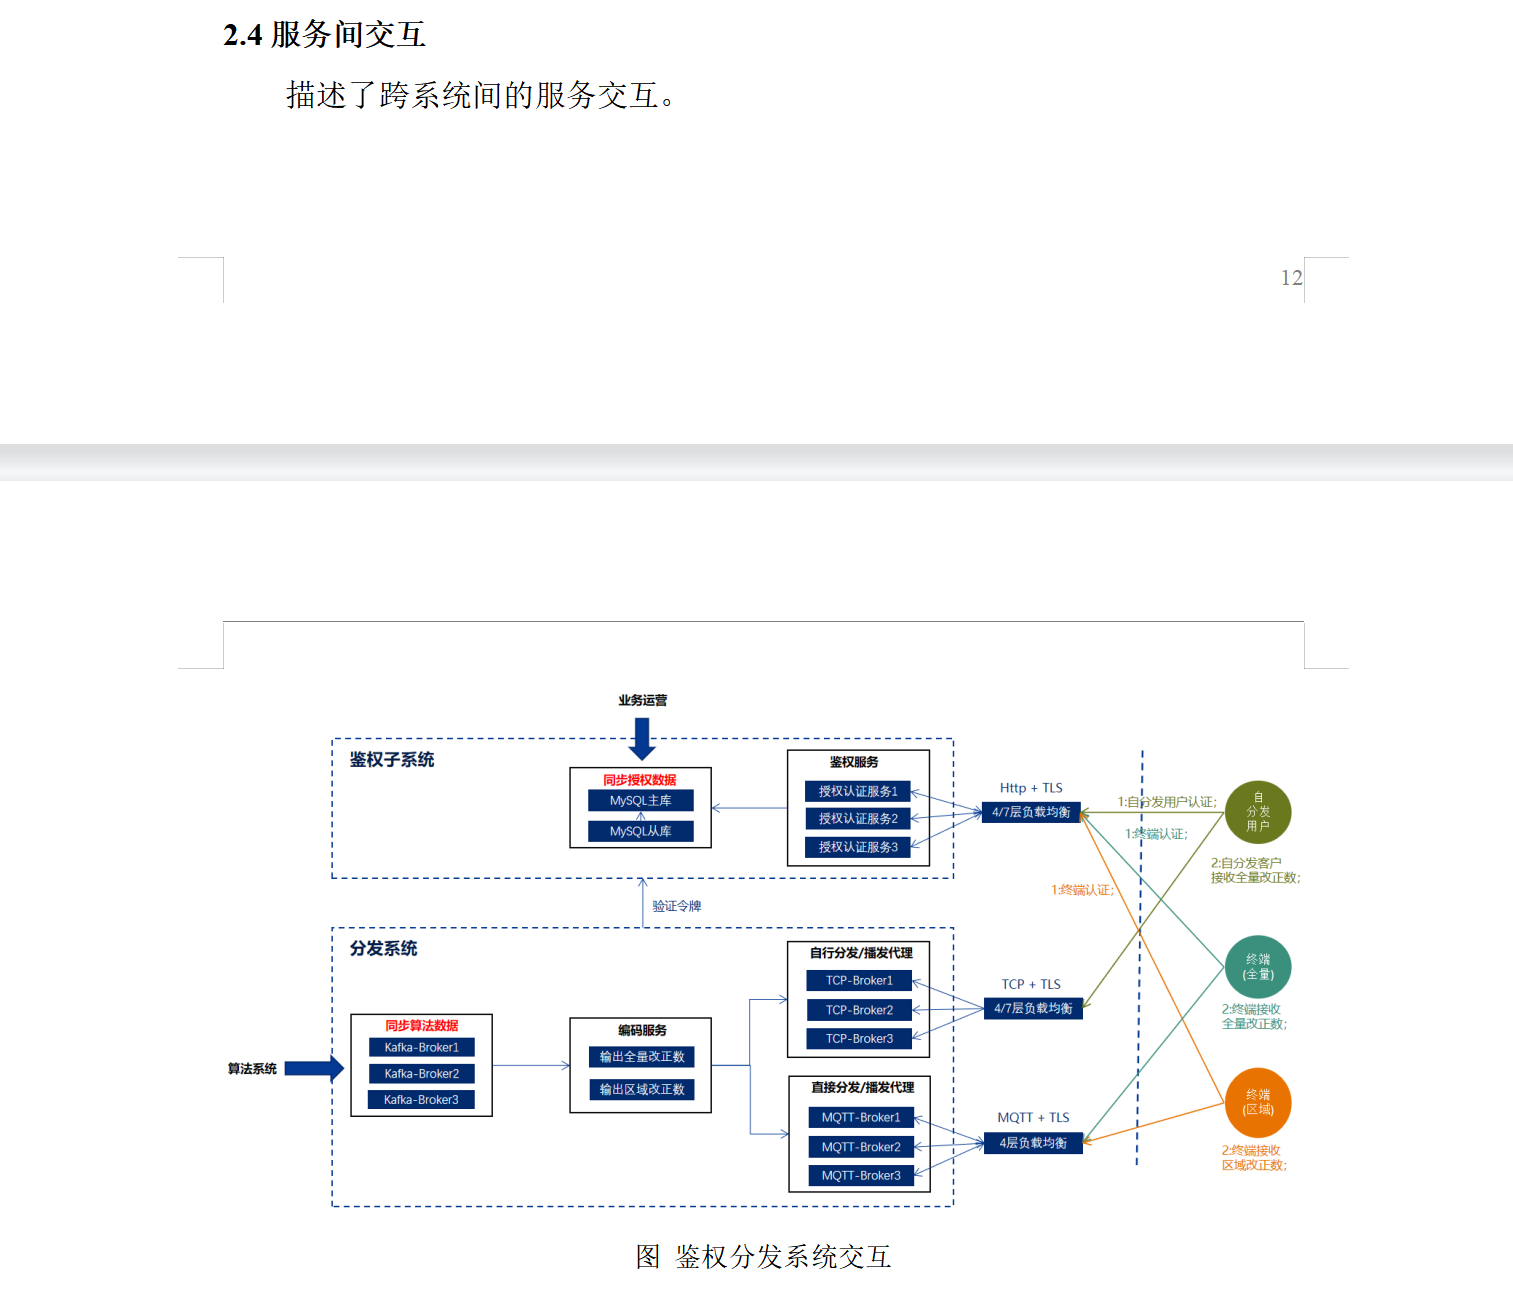 2.4 服务间交互
描述了跨系统间的服务交互。
12
业务运营
鉴权子系统
同步授权数据
MySQL主库
MySQL从库
鉴权服务
授权认证服务1
授权认证服务2
授权认证服务3
Http + TLS
4/7层负载均衡
1:自分发用户认证;
1:终端认证;
1:终端认证;
自
分发
用户
2:自分发客户
接收全量改正数;
验证令牌
分发系统
自行分发/播发代理
TCP-Broker1
TCP-Broker2
TCP-Broker3
TCP + TLS
4/7层负载均衡
终端
(全量)
2:终端接收
全量改正数;
算法系统
同步算法数据
Kafka-Broker1
Kafka-Broker2
Kafka-Broker3
编码服务
输出全量改正数
输出区域改正数
直接分发/播发代理
MQTT-Broker1
MQTT-Broker2
MQTT-Broker3
MQTT + TLS
4层负载均衡
终端
(区域)
2:终端接收
区域改正数;
图 鉴权分发系统交互